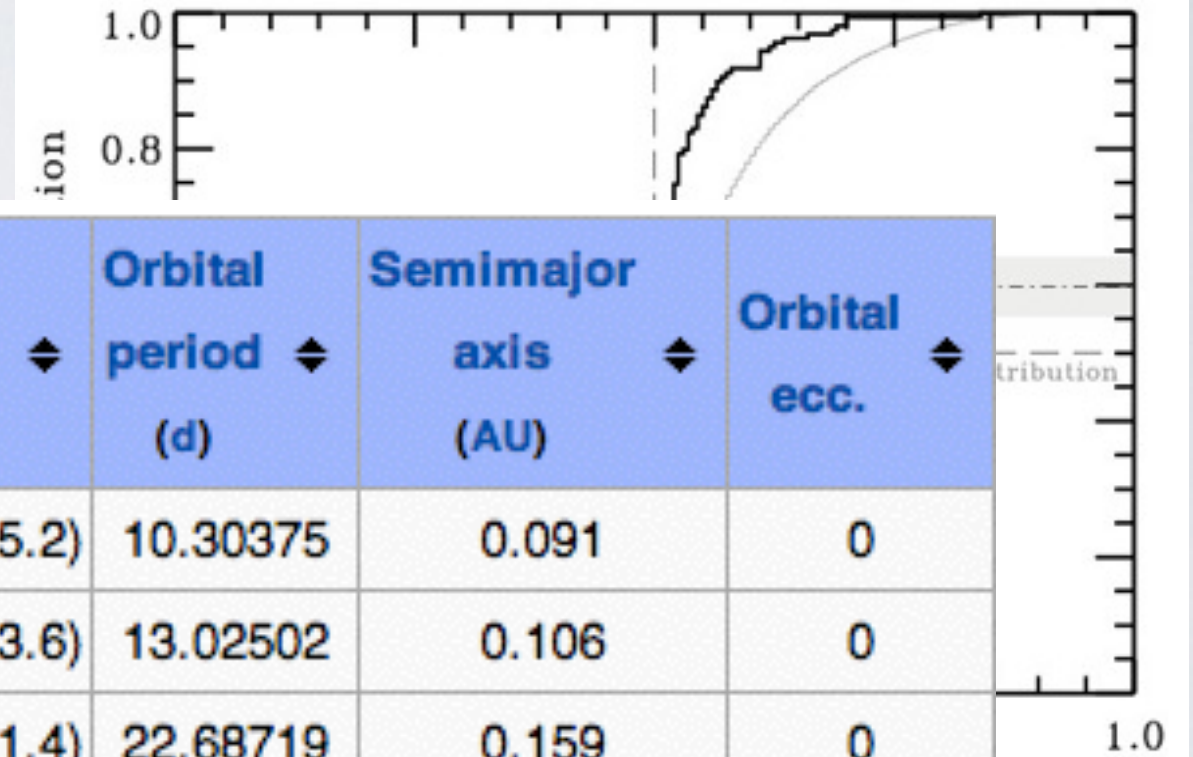 1.0
0.8
Orbital
period
(d)
Semimajor
axis
(AU)
Orbital
ecc.
tribution
5.2) 10.30375 0.091 0
3.6) 13.02502 0.106 0
1.4) 22.68719 0.159 0
1.0